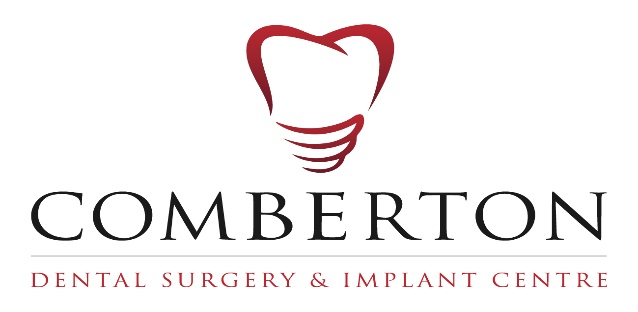 COMBERTON
DENTAL SURGERY & IMPLANT CENTRE